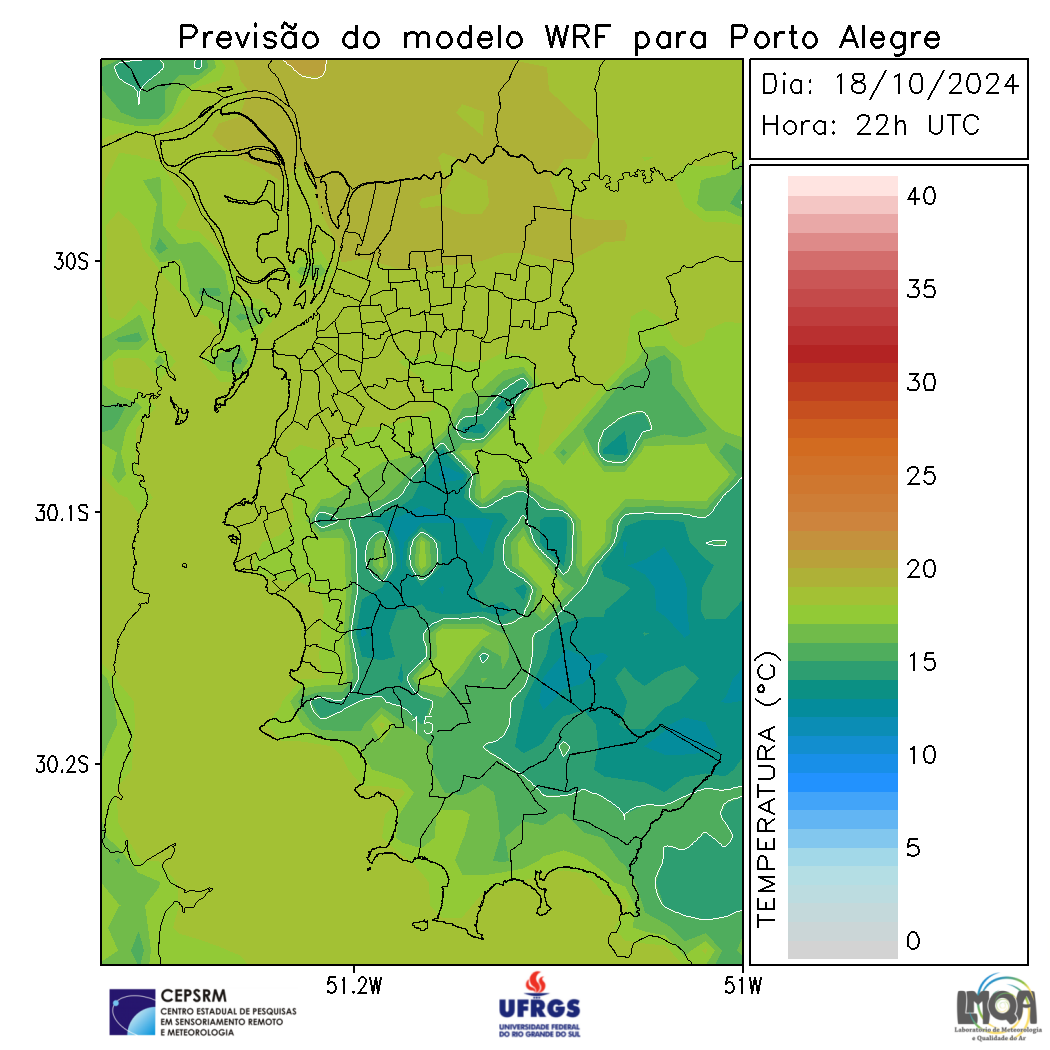 Previsão do modelo WRF para Porto Alegre
Dia: 18/10/2024
Hora: 22h UTC
30S
30.1S
30.2S
51.2W
51W
15
TEMPERATURA (°C)
40
35
30
25
20
15
10
5
0
CEPSRM
CENTRO ESTADUAL DE PESQUISAS
EM SENSORIAMENTO REMOTO
E METEOROLOGIA
UFRGS
UNIVERSIDADE FEDERAL
DO RIO GRANDE DO SUL
LMQA
Laboratório de Meteorologia
e Qualidade do Ar